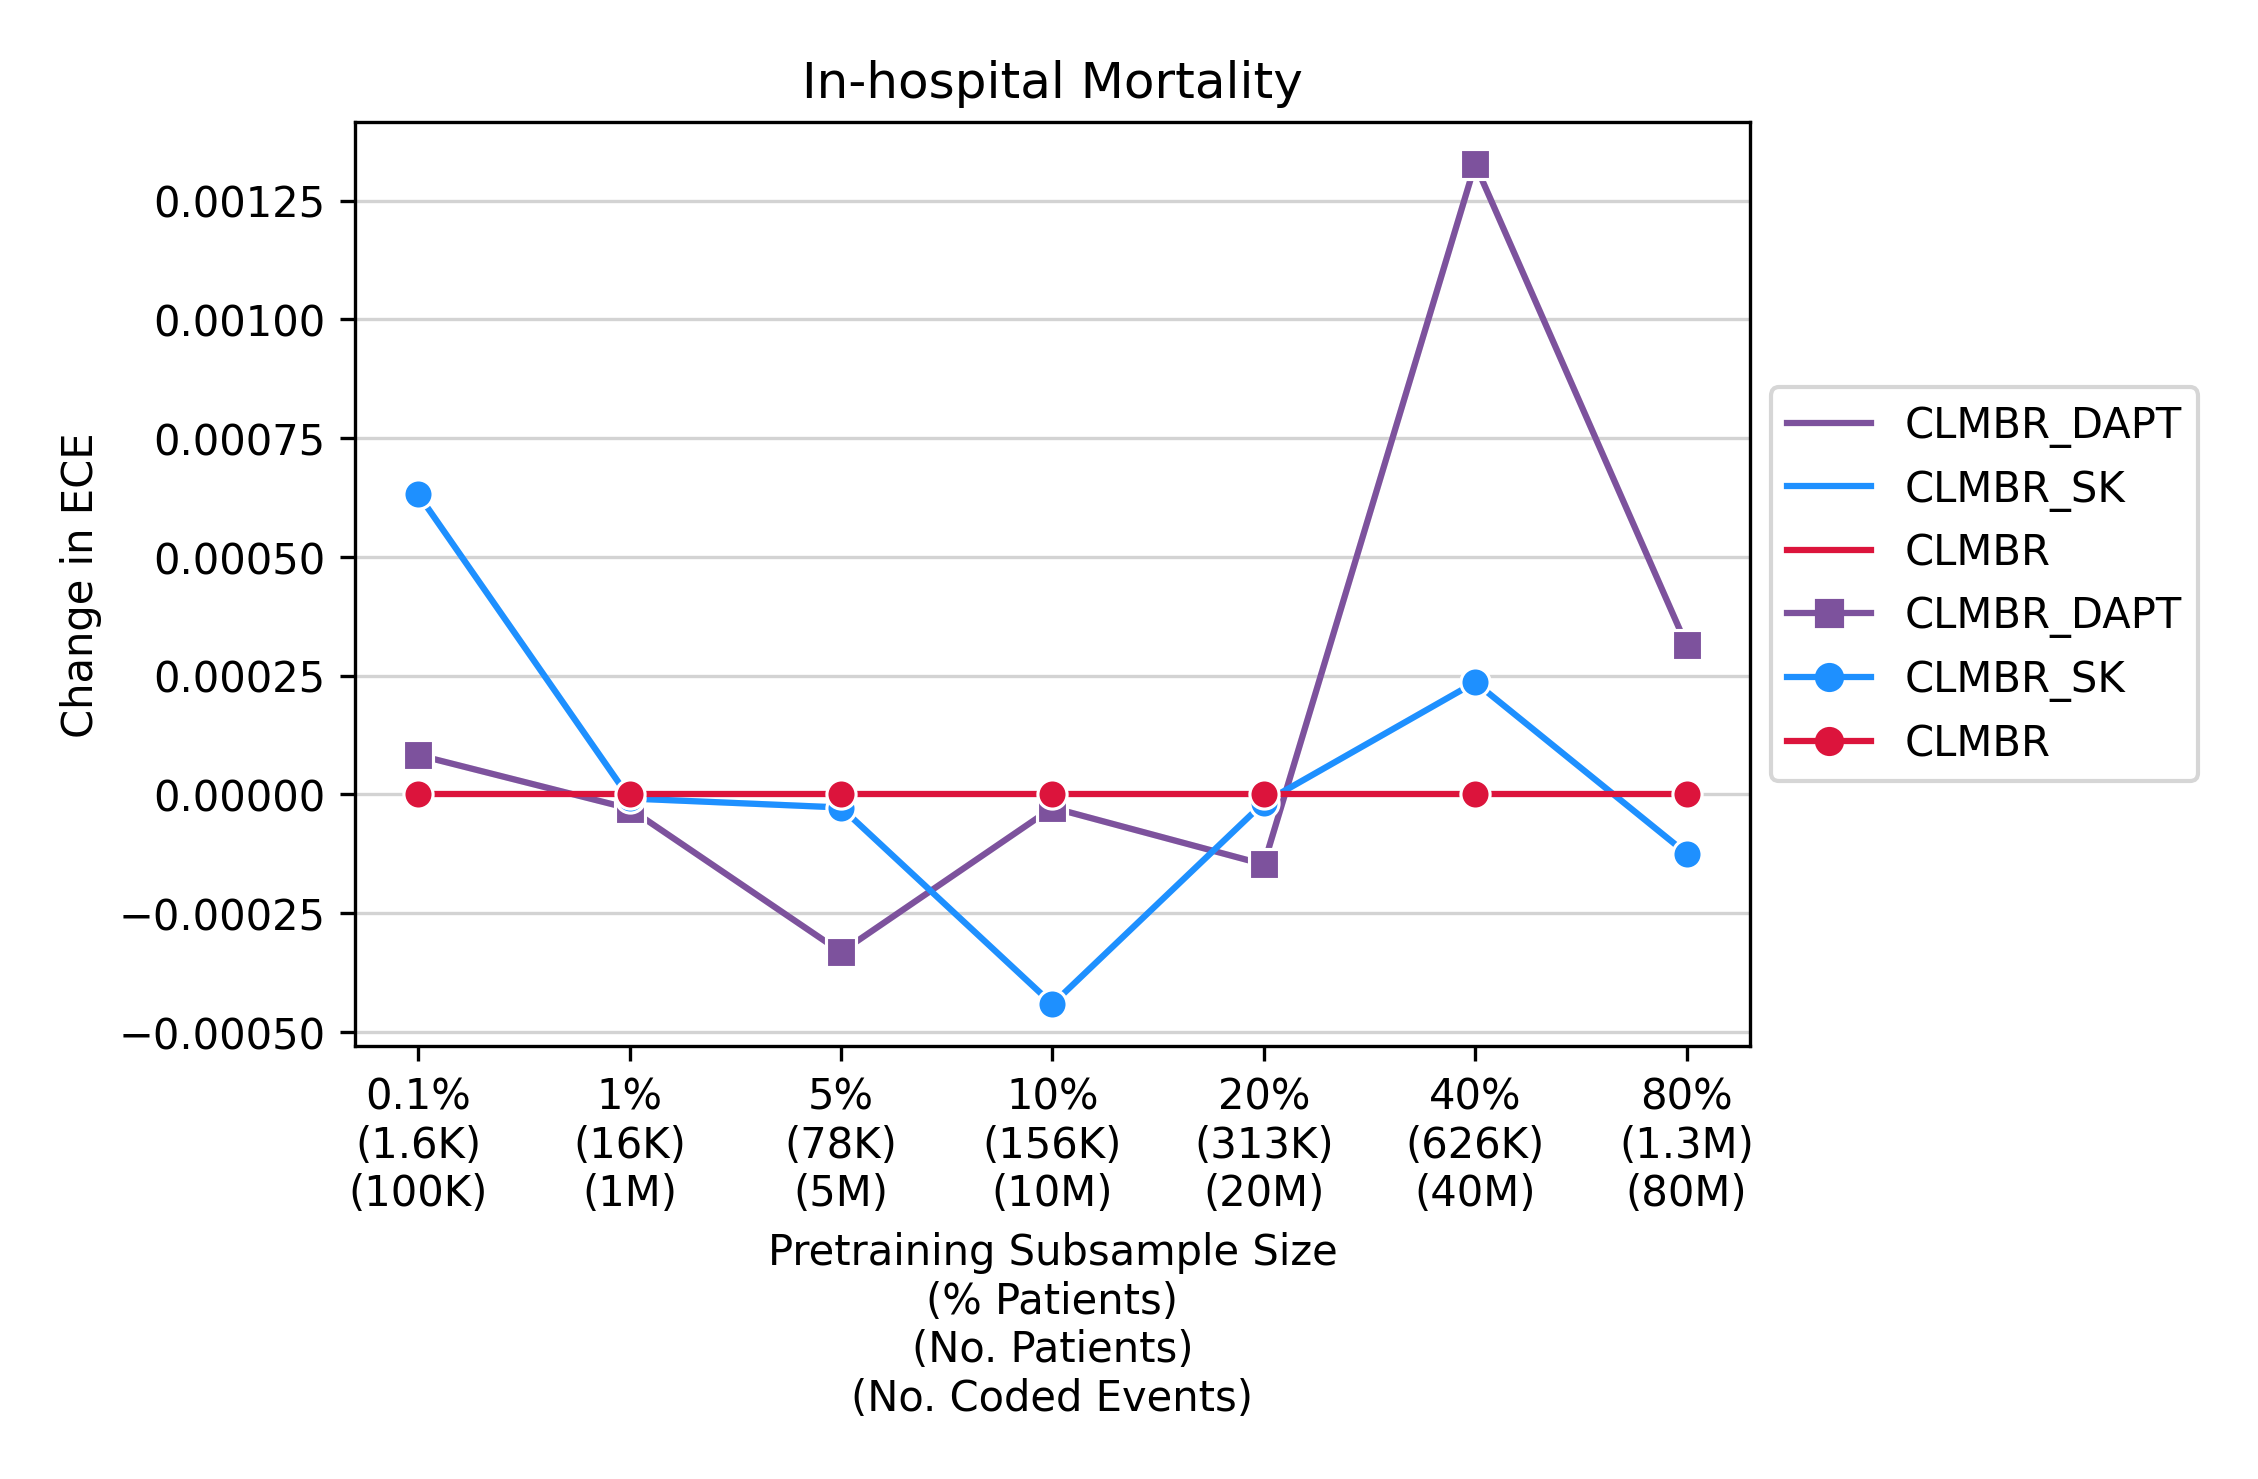 In-hospital Mortality
Change in ECE
0.00125
0.00100
0.00075
0.00050
0.00025
0.00000
−0.00025
−0.00050
0.1% 1% 5% 10% 20% 40% 80%
(1.6K) (16K) (78K) (156K) (313K) (626K) (1.3M)
(100K) (1M) (5M) (10M) (20M) (40M) (80M)
Pretraining Subsample Size
(% Patients)
(No. Patients)
(No. Coded Events)
CLMBR_DAPT
CLMBR_SK
CLMBR
CLMBR_DAPT
CLMBR_SK
CLMBR